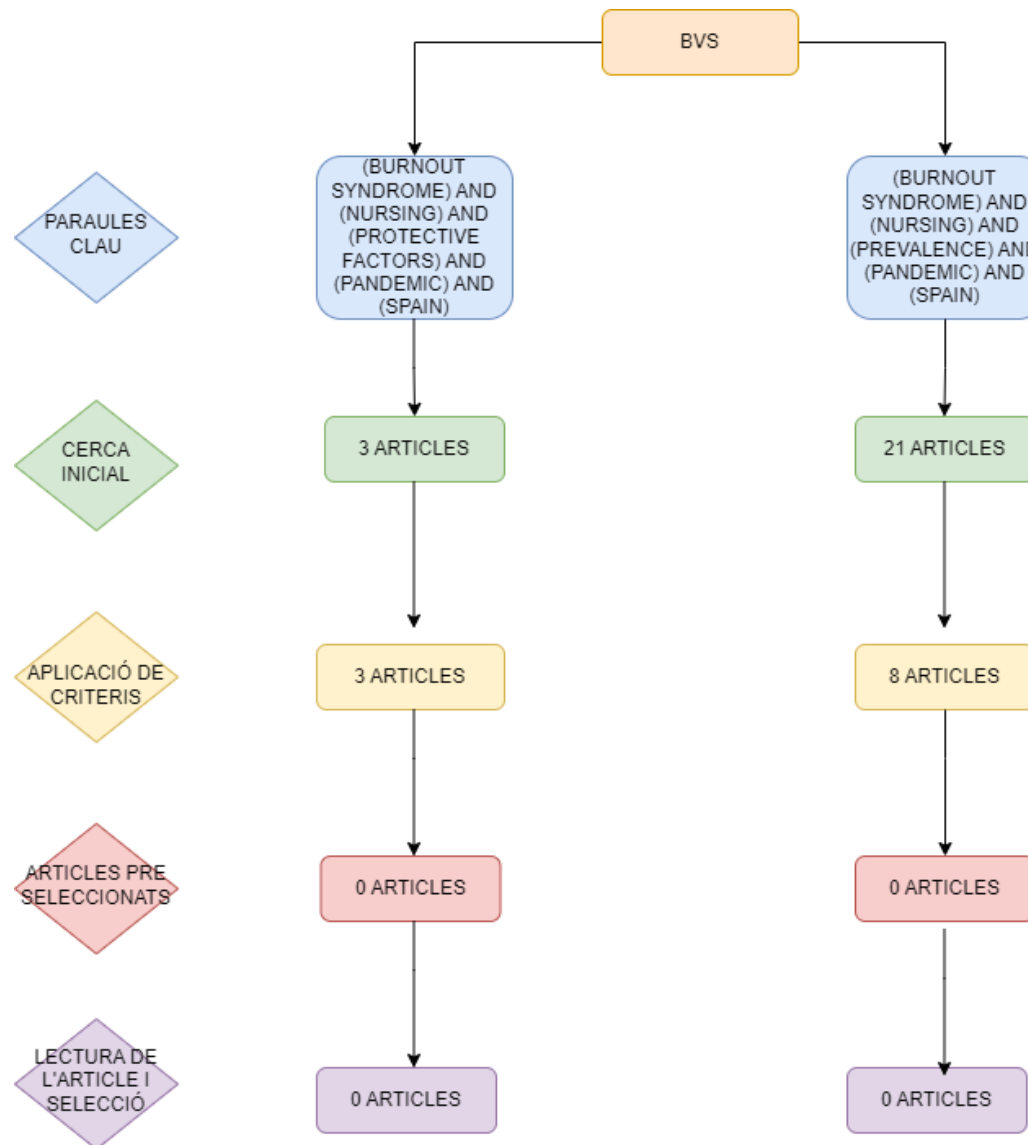 BVS
PARAULES
CLAU
(BURNOUT
SYNDROME) AND
(NURSING) AND
(PROTECTIVE
FACTORS) AND
(PANDEMIC) AND
(SPAIN)
(BURNOUT
SYNDROME) AND
(NURSING) AND
(PREVALENCE) AND
(PANDEMIC) AND
(SPAIN)
CERCA
INICIAL
3 ARTICLES
21 ARTICLES
APLICACIÓ DE
CRITERIS
3 ARTICLES
8 ARTICLES
ARTICLES PRE
SELECCIONATS
0 ARTICLES
0 ARTICLES
LECTURA DE
L'ARTICLE I
SELECCIÓ
0 ARTICLES
0 ARTICLES